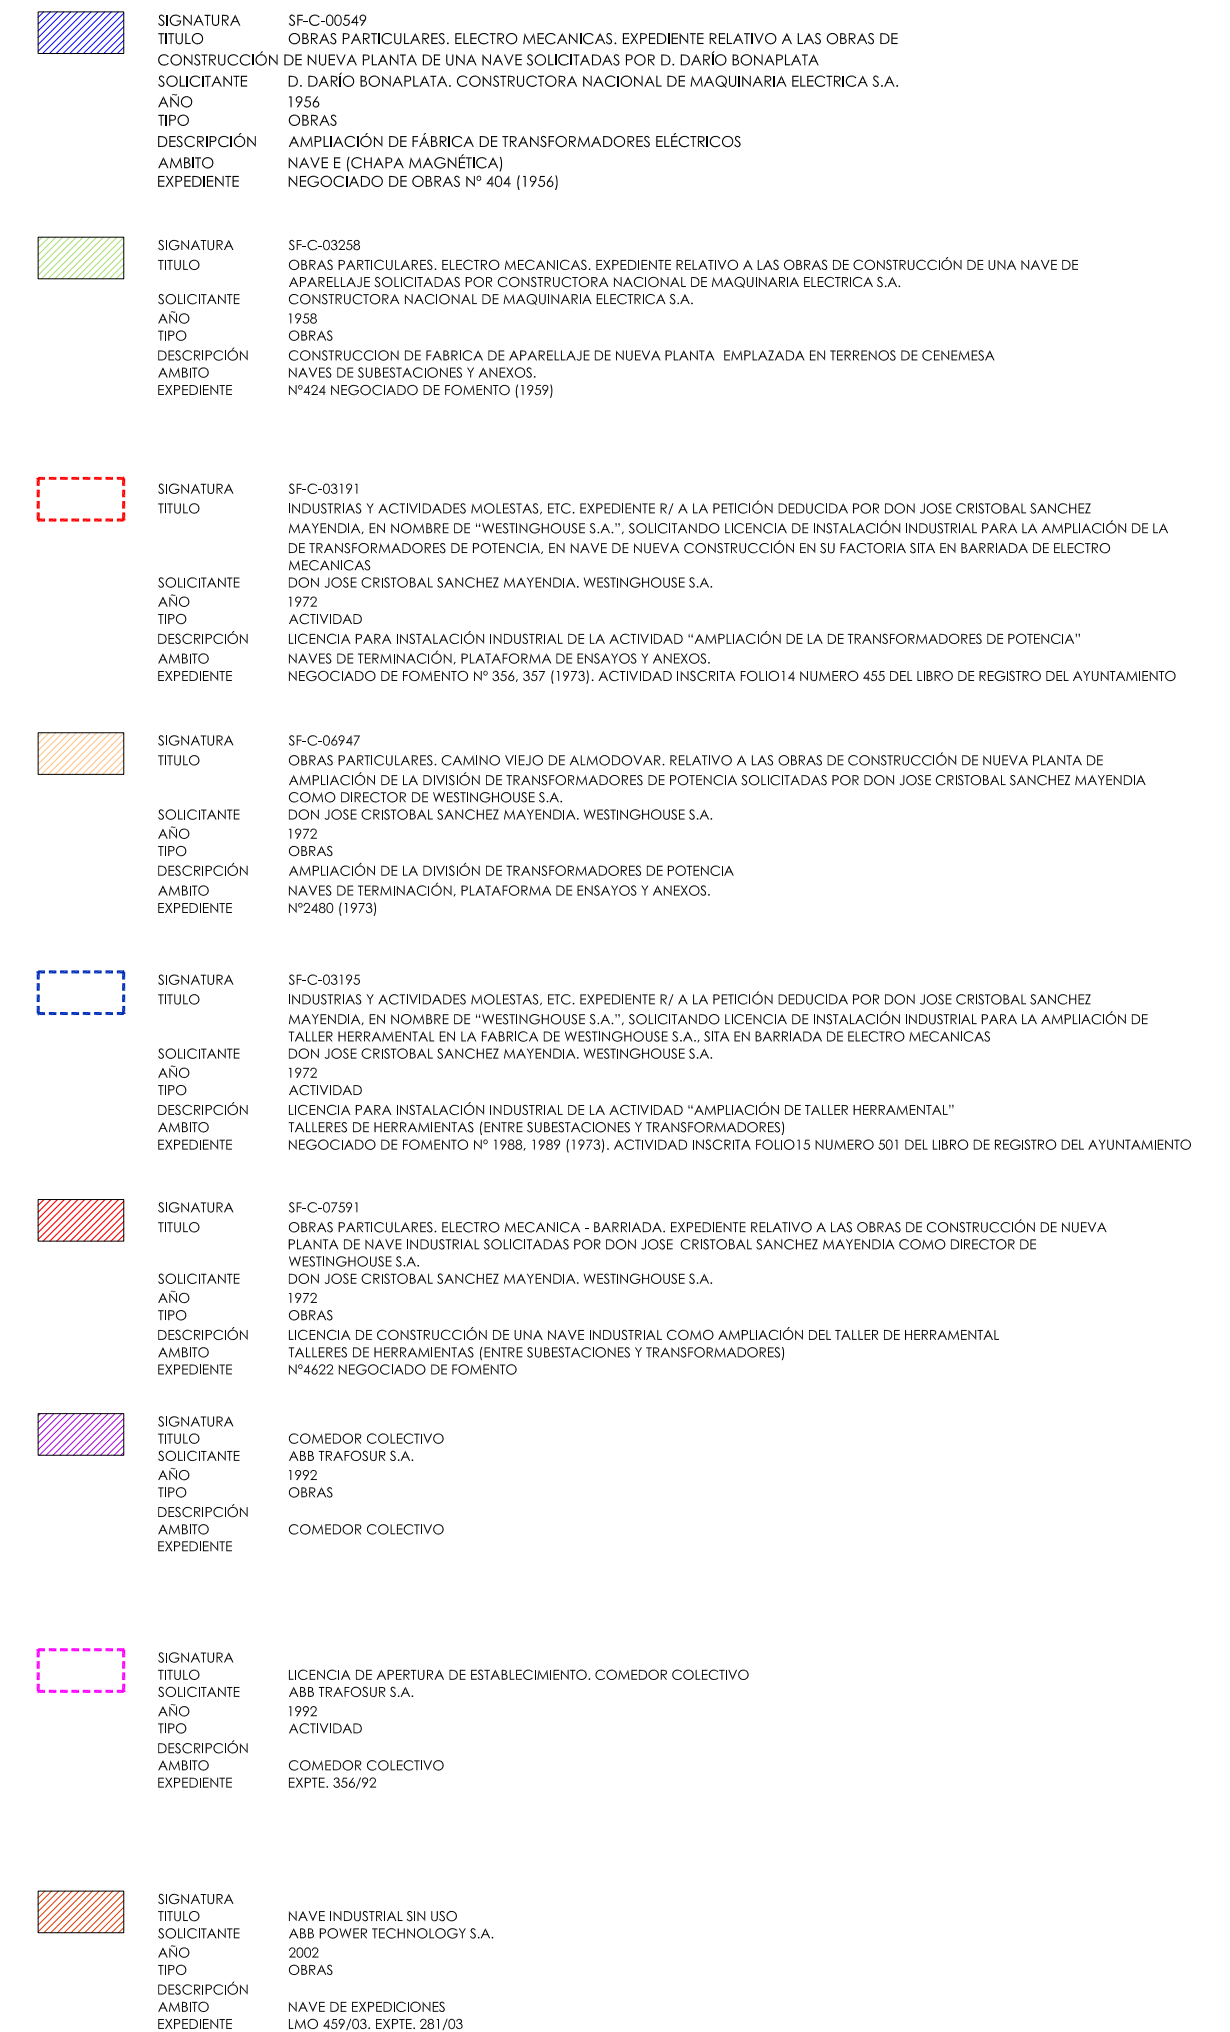 SIGNATURA SF-C-00549
TITULO OBRAS PARTICULARES. ELECTRO MECANICAS. EXPEDIENTE RELATIVO A LAS OBRAS DE
CONSTRUCCIÓN DE NUEVA PLANTA DE UNA NAVE SOLICITADAS POR D. DARÍO BONAPLATA
SOLICITANTE D. DARÍO BONAPLATA. CONSTRUCTORA NACIONAL DE MAQUINARIA ELECTRICA S.A.
AÑO 1956
TIPO OBRAS
DESCRIPCIÓN AMPLIACIÓN DE FÁBRICA DE TRANSFORMADORES ELÉCTRICOS
AMBITO NAVE E (CHAPA MAGNÉTICA)
EXPEDIENTE NEGOCIADO DE OBRAS Nº 404 (1956)
SIGNATURA SF-C-03258
TITULO OBRAS PARTICULARES. ELECTRO MECANICAS. EXPEDIENTE RELATIVO A LAS OBRAS DE CONSTRUCCIÓN DE UNA NAVE DE
APARELLAJE SOLICITADAS POR CONSTRUCTORA NACIONAL DE MAQUINARIA ELECTRICA S.A.
SOLICITANTE CONSTRUCTORA NACIONAL DE MAQUINARIA ELECTRICA S.A.
AÑO 1958
TIPO OBRAS
DESCRIPCIÓN CONSTRUCCION DE FABRICA DE APARELLAJE DE NUEVA PLANTA EMPLAZADA EN TERRENOS DE CENEMESA
AMBITO NAVES DE SUBESTACIONES Y ANEXOS.
EXPEDIENTE Nº424 NEGOCIADO DE FOMENTO (1959)
SIGNATURA SF-C-03191
TITULO INDUSTRIAS Y ACTIVIDADES MOLESTAS, ETC. EXPEDIENTE R/ A LA PETICIÓN DEDUCIDA POR DON JOSE CRISTOBAL SANCHEZ
MAYENDIA, EN NOMBRE DE “WESTINGHOUSE S.A.”, SOLICITANDO LICENCIA DE INSTALACIÓN INDUSTRIAL PARA LA AMPLIACIÓN DE LA
DE TRANSFORMADORES DE POTENCIA, EN NAVE DE NUEVA CONSTRUCCIÓN EN SU FACTORIA SITA EN BARRIADA DE ELECTRO
MECANICAS
SOLICITANTE DON JOSE CRISTOBAL SANCHEZ MAYENDIA. WESTINGHOUSE S.A.
AÑO 1972
TIPO ACTIVIDAD
DESCRIPCIÓN LICENCIA PARA INSTALACIÓN INDUSTRIAL DE LA ACTIVIDAD “AMPLIACIÓN DE LA DE TRANSFORMADORES DE POTENCIA”
AMBITO NAVES DE TERMINACIÓN, PLATAFORMA DE ENSAYOS Y ANEXOS.
EXPEDIENTE NEGOCIADO DE FOMENTO Nº 356, 357 (1973). ACTIVIDAD INSCRITA FOLIO14 NUMERO 455 DEL LIBRO DE REGISTRO DEL AYUNTAMIENTO
SIGNATURA SF-C-06947
TITULO OBRAS PARTICULARES. CAMINO VIEJO DE ALMODOVAR. RELATIVO A LAS OBRAS DE CONSTRUCCIÓN DE NUEVA PLANTA DE
AMPLIACIÓN DE LA DIVISIÓN DE TRANSFORMADORES DE POTENCIA SOLICITADAS POR DON JOSE CRISTOBAL SANCHEZ MAYENDIA
COMO DIRECTOR DE WESTINGHOUSE S.A.
SOLICITANTE DON JOSE CRISTOBAL SANCHEZ MAYENDIA. WESTINGHOUSE S.A.
AÑO 1972
TIPO OBRAS
DESCRIPCIÓN AMPLIACIÓN DE LA DIVISIÓN DE TRANSFORMADORES DE POTENCIA
AMBITO NAVES DE TERMINACIÓN, PLATAFORMA DE ENSAYOS Y ANEXOS.
EXPEDIENTE Nº2480 (1973)
SIGNATURA SF-C-03195
TITULO INDUSTRIAS Y ACTIVIDADES MOLESTAS, ETC. EXPEDIENTE R/ A LA PETICIÓN DEDUCIDA POR DON JOSE CRISTOBAL SANCHEZ
MAYENDIA, EN NOMBRE DE “WESTINGHOUSE S.A.”, SOLICITANDO LICENCIA DE INSTALACIÓN INDUSTRIAL PARA LA AMPLIACIÓN DE
TALLER HERRAMENTAL EN LA FABRICA DE WESTINGHOUSE S.A., SITA EN BARRIADA DE ELECTRO MECANICAS
SOLICITANTE DON JOSE CRISTOBAL SANCHEZ MAYENDIA. WESTINGHOUSE S.A.
AÑO 1972
TIPO ACTIVIDAD
DESCRIPCIÓN LICENCIA PARA INSTALACIÓN INDUSTRIAL DE LA ACTIVIDAD “AMPLIACIÓN DE TALLER HERRAMENTAL”
AMBITO TALLERES DE HERRAMIENTAS (ENTRE SUBESTACIONES Y TRANSFORMADORES)
EXPEDIENTE NEGOCIADO DE FOMENTO Nº 1988, 1989 (1973). ACTIVIDAD INSCRITA FOLIO15 NUMERO 501 DEL LIBRO DE REGISTRO DEL AYUNTAMIENTO
SIGNATURA SF-C-07591
TITULO OBRAS PARTICULARES. ELECTRO MECANICA - BARRIADA. EXPEDIENTE RELATIVO A LAS OBRAS DE CONSTRUCCIÓN DE NUEVA
PLANTA DE NAVE INDUSTRIAL SOLICITADAS POR DON JOSE CRISTOBAL SANCHEZ MAYENDIA COMO DIRECTOR DE
WESTINGHOUSE S.A.
SOLICITANTE DON JOSE CRISTOBAL SANCHEZ MAYENDIA. WESTINGHOUSE S.A.
AÑO 1972
TIPO OBRAS
DESCRIPCIÓN LICENCIA DE CONSTRUCCIÓN DE UNA NAVE INDUSTRIAL COMO AMPLIACIÓN DEL TALLER DE HERRAMENTAL
AMBITO TALLERES DE HERRAMIENTAS (ENTRE SUBESTACIONES Y TRANSFORMADORES)
EXPEDIENTE Nº4622 NEGOCIADO DE FOMENTO
SIGNATURA
TITULO COMEDOR COLECTIVO
SOLICITANTE ABB TRAFOSUR S.A.
AÑO 1992
TIPO OBRAS
DESCRIPCIÓN
AMBITO COMEDOR COLECTIVO
EXPEDIENTE
SIGNATURA
TITULO LICENCIA DE APERTURA DE ESTABLECIMIENTO. COMEDOR COLECTIVO
SOLICITANTE ABB TRAFOSUR S.A.
AÑO 1992
TIPO ACTIVIDAD
DESCRIPCIÓN
AMBITO COMEDOR COLECTIVO
EXPEDIENTE EXPTE. 356/92
SIGNATURA
TITULO NAVE INDUSTRIAL SIN USO
SOLICITANTE ABB POWER TECHNOLOGY S.A.
AÑO 2002
TIPO OBRAS
DESCRIPCIÓN
AMBITO NAVE DE EXPEDICIONES
EXPEDIENTE LMO 459/03. EXPTE. 281/03